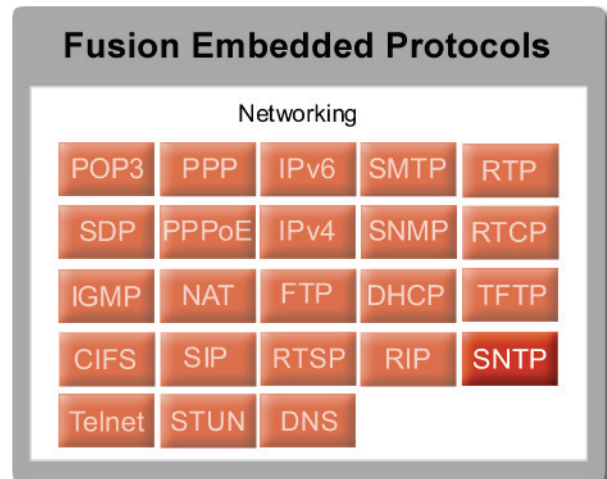 Fusion Embedded Protocols
Networking
POP3 PPP IPv6 SMTP RTP
SDP PPPoE IPv4 SNMP RTCP
IGMP NAT FTP DHCP TFTP
CIFS SIP RTSP RIP SNTP
Telnet STUN DNS